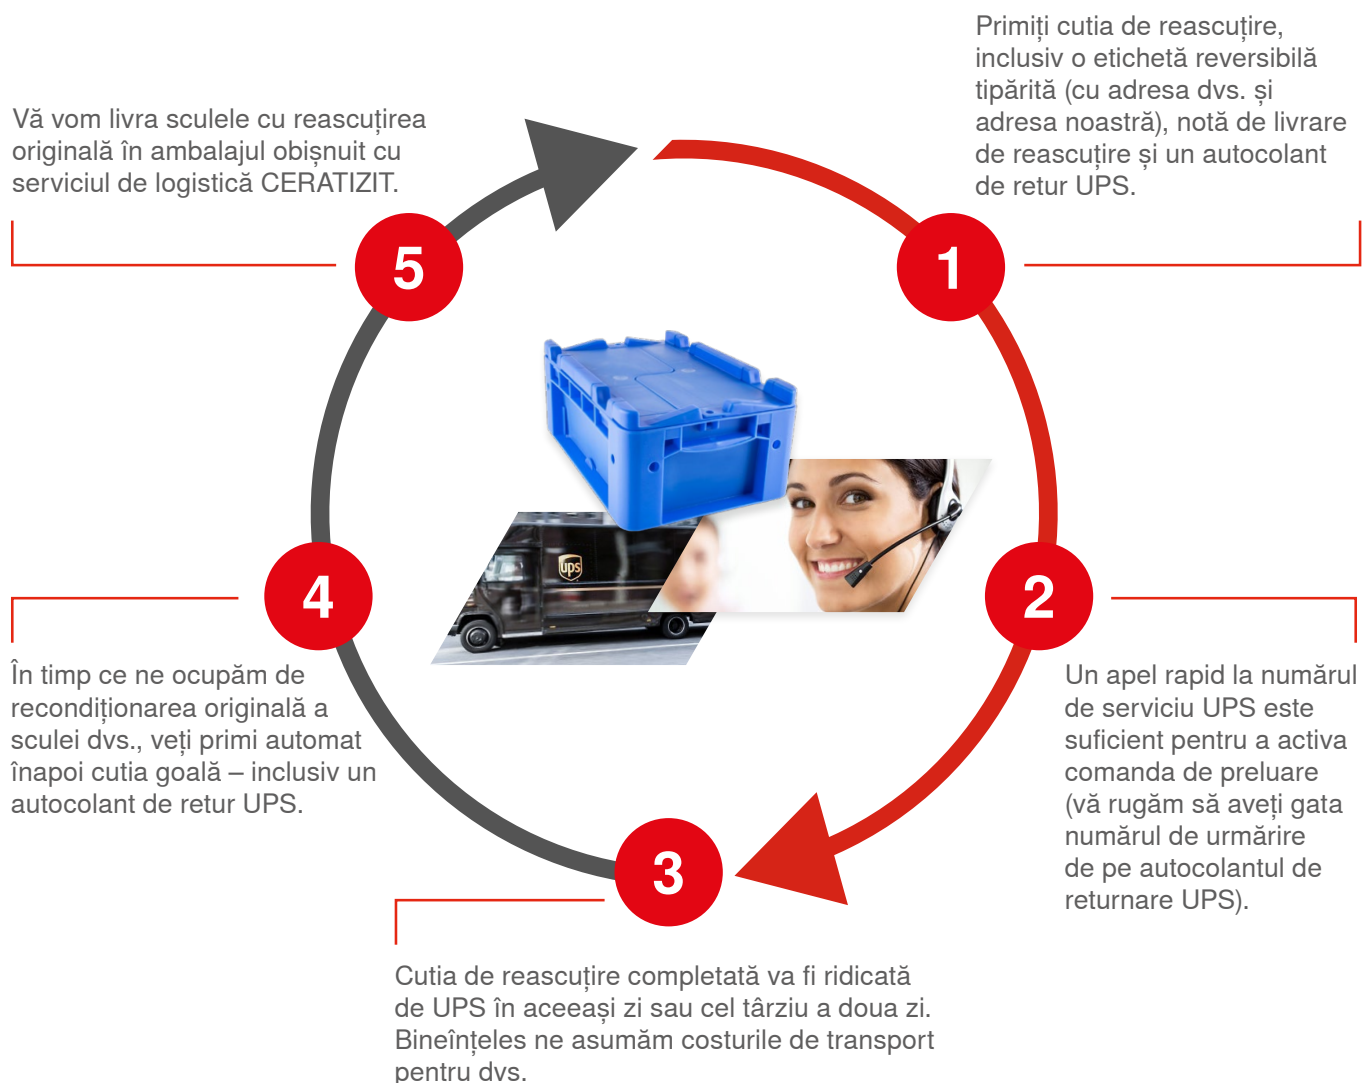 Primiți cutia de reascuțire,
inclusiv o etichetă reversibilă
tipărită (cu adresa dvs. și
adresa noastră), notă de livrare
de reascuțire și un autocolant
de retur UPS.
1
2
Un apel rapid la numărul
de serviciu UPS este
suficient pentru a activa
comanda de preluare
(vă rugăm să aveți gata
numărul de urmărire
de pe autocolantul de
returnare UPS).
3
Cutia de reascuțire completată va fi ridicată
de UPS în aceeași zi sau cel târziu a doua zi.
Bineînțeles ne asumăm costurile de transport
pentru dvs.
4
În timp ce ne ocupăm de
recondiționarea originală a
sculei dvs., veți primi automat
înapoi cutia goală – inclusiv un
autocolant de retur UPS.
5
Vă vom livra sculele cu reascuțirea
originală în ambalajul obișnuit cu
serviciul de logistică CERATIZIT.
ups